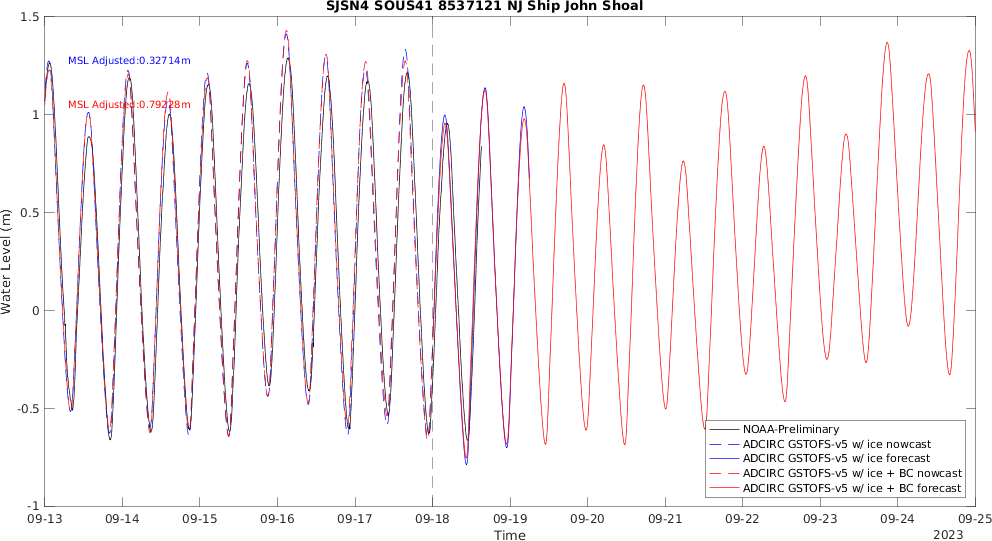 SJSN4 SOUS41 8537121 NJ Ship John Shoal
1.5
MSL Adjusted:0.32714m
MSL Adjusted:0.79228m
1
0.5
Water Level (m)
0
-0.5
-1
NOAA-Preliminary
ADCIRC GSTOFS-v5 w/ ice nowcast
ADCIRC GSTOFS-v5 w/ ice forecast
ADCIRC GSTOFS-v5 w/ ice + BC nowcast
ADCIRC GSTOFS-v5 w/ ice + BC forecast
09-13 09-14 09-15 09-16 09-17 09-18 09-19 09-20 09-21 09-22 09-23 09-24 09-25
Time
2023